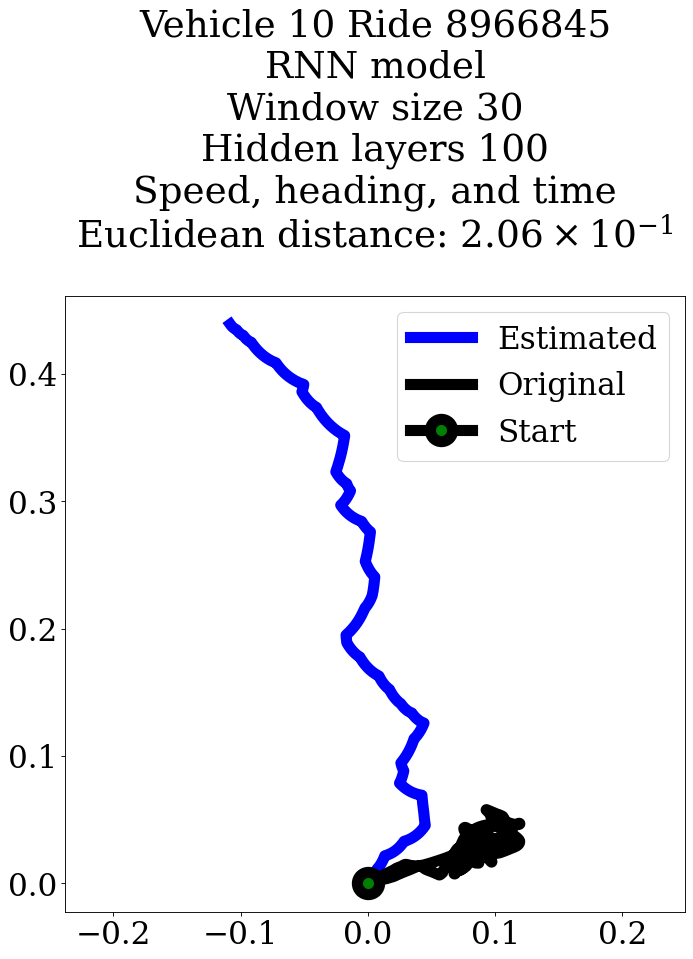 Vehicle 10 Ride 8966845
RNN model
Window size 30
Hidden layers 100
Speed, heading, and time
Euclidean distance: 2.06 × 10⁻¹
Estimated
Original
Start
0.4
0.3
0.2
0.1
0.0
−0.2 −0.1 0.0 0.1 0.2